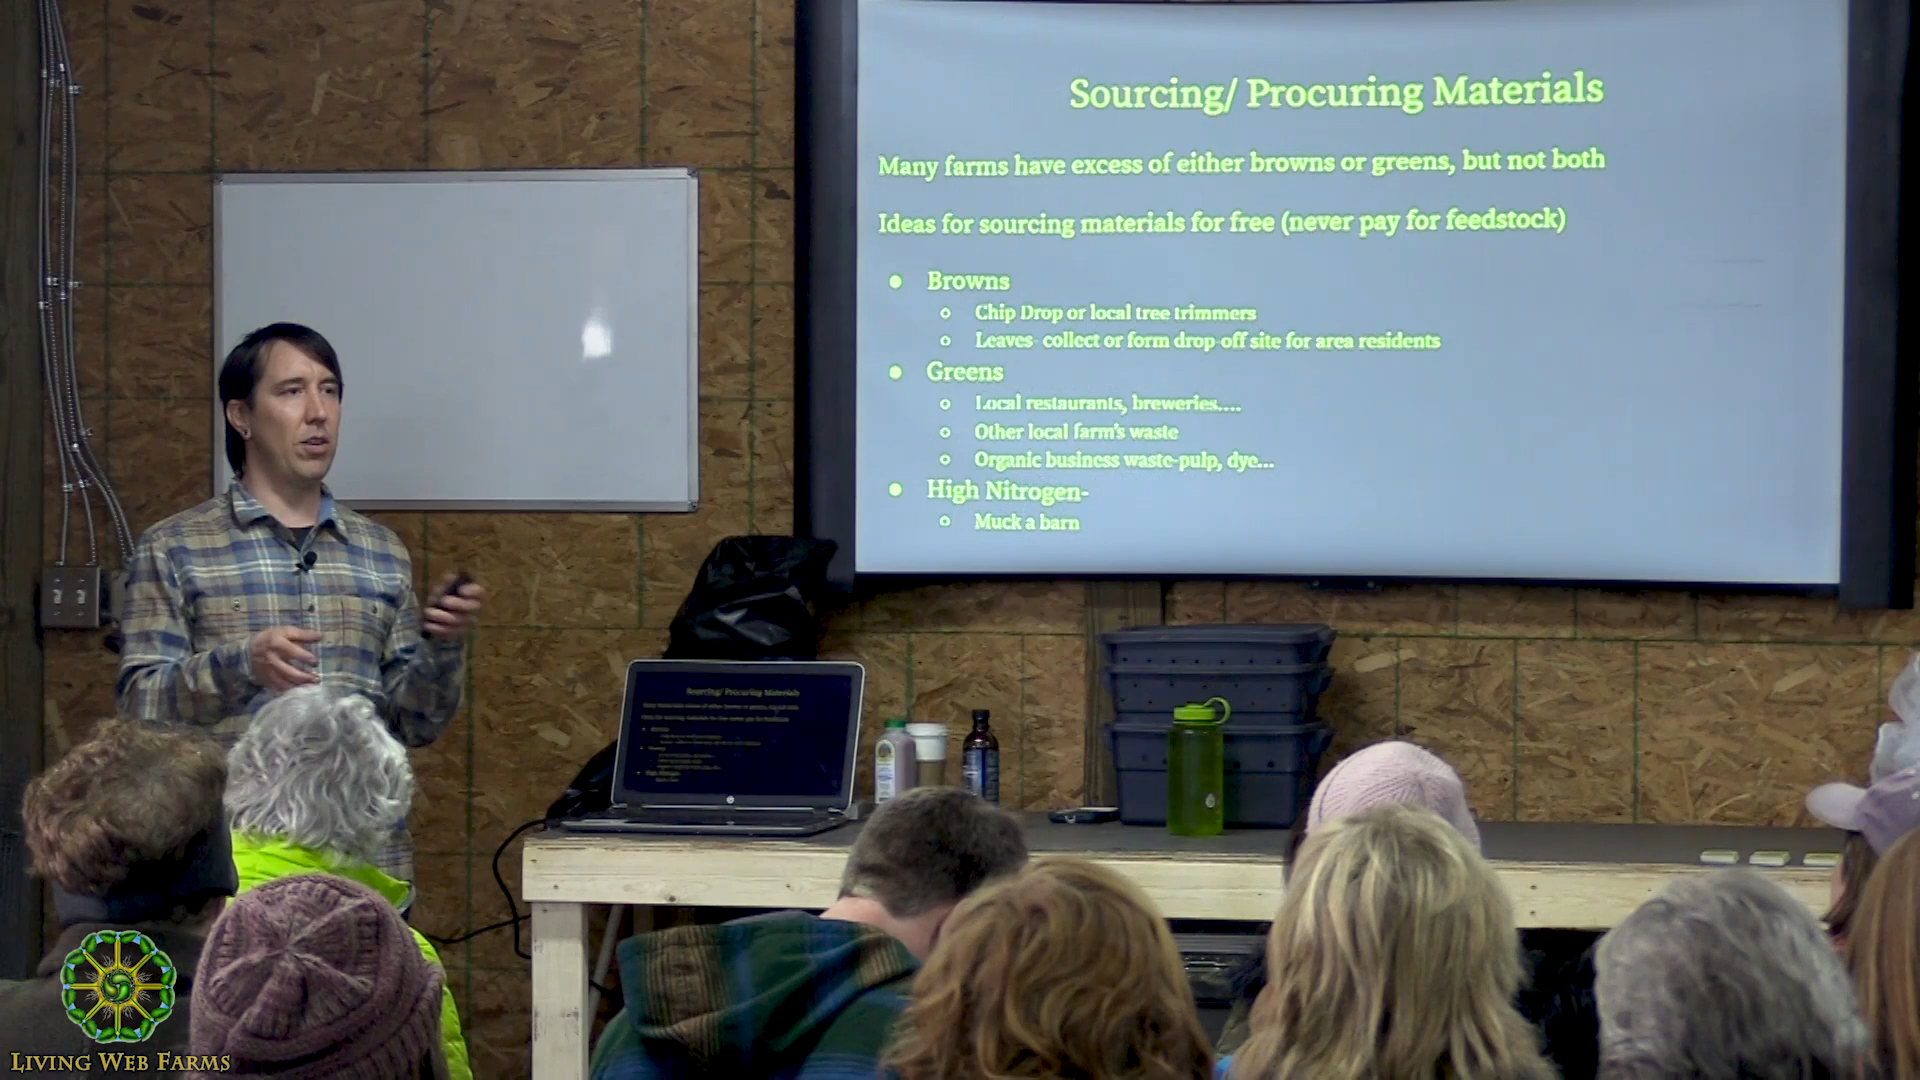 Sourcing/ Procuring Materials
Many farms have excess of either browns or greens, but not both
Ideas for sourcing materials for free (never pay for feedstock)
● Browns
○ Chip Drop or local tree trimmers
○ Leaves- collect or form drop-off site for area residents
● Greens
○ Local restaurants, breweries....
○ Other local farm's waste
○ Organic business waste-pulp, dye...
● High Nitrogen-
○ Muck a barn
Sourcing/ Procuring Materials
LIVING WEB FARMS